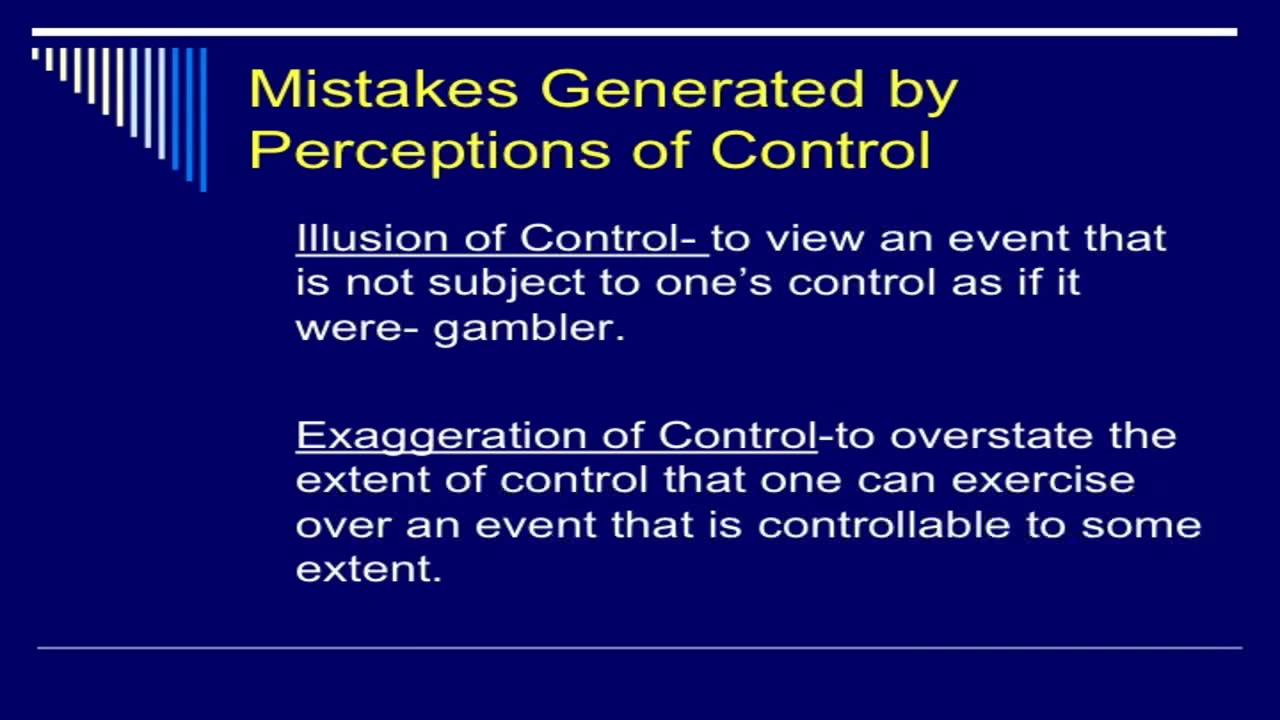 Mistakes Generated by
Perceptions of Control
Illusion of Control- to view an event that
is not subject to one’s control as if it
were- gambler.
Exaggeration of Control-to overstate the
extent of control that one can exercise
over an event that is controllable to some
extent.